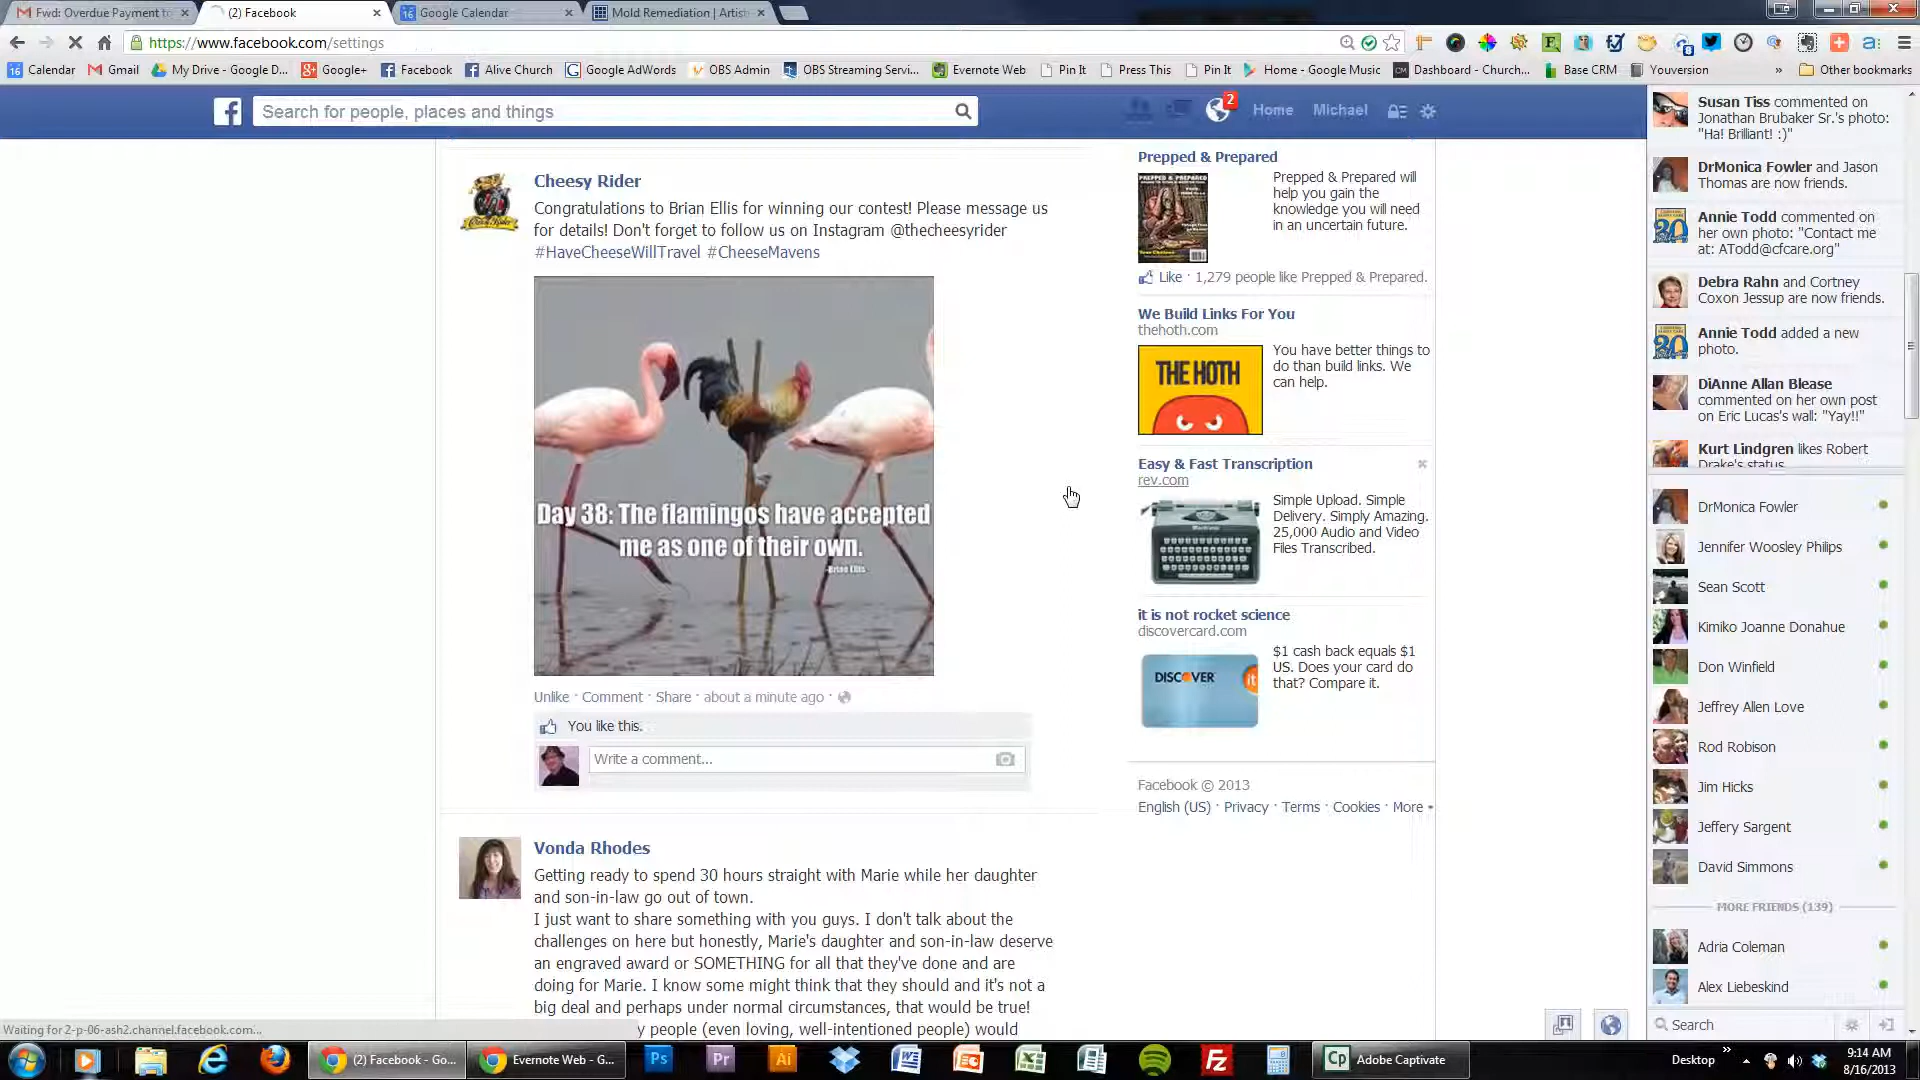 Fwd: Overdue Payment to
(2) Facebook
Google Calendar
Mold Remediation | Artis
https://www.facebook.com/settings
Calendar
Gmail
My Drive - Google D...
Google+
Facebook
Alive Church
Google AdWords
OBS Admin
OBS Streaming Servi...
Evernote Web
Pin It
Press This
Pin It
Home - Google Music
Dashboard - Church...
Base CRM
Youversion
»
Other bookmarks
Search for people, places and things
2
Home
Michael
Cheesy Rider
Congratulations to Brian Ellis for winning our contest! Please message us
for details! Don't forget to follow us on Instagram @thecheesyrider
#HaveCheeseWillTravel #CheeseMavens
Day 38: The flamingos have accepted
me as one of their own.
-Brian Ellis
Unlike · Comment · Share · about a minute ago ·
You like this.
Write a comment...
Vonda Rhodes
Getting ready to spend 30 hours straight with Marie while her daughter
and son-in-law go out of town.
I just want to share something with you guys. I don't talk about the
challenges on here but honestly, Marie's daughter and son-in-law deserve
an engraved award or SOMETHING for all that they've done and are
doing for Marie. I know some might think that they should and it's not a
big deal and perhaps under normal circumstances, that would be true!
y people (even loving, well-intentioned people) would
Prepped & Prepared
PREPPED & PREPARED
Prepped & Prepared will
help you gain the
knowledge you will need
in an uncertain future.
Like · 1,279 people like Prepped & Prepared.
We Build Links For You
thehoth.com
THE HOTH
You have better things to
do than build links. We
can help.
Easy & Fast Transcription
rev.com
Simple Upload. Simple
Delivery. Simply Amazing.
25,000 Audio and Video
Files Transcribed.
it is not rocket science
discovercard.com
DISCOVER
it
$1 cash back equals $1
US. Does your card do
that? Compare it.
Facebook © 2013
English (US) · Privacy · Terms · Cookies · More
Susan Tiss commented on
Jonathan Brubaker Sr.'s photo:
"Ha! Brilliant! :)"
DrMonica Fowler and Jason
Thomas are now friends.
Annie Todd commented on
her own photo: "Contact me
at: ATodd@cfcare.org"
Debra Rahn and Cortney
Coxon Jessup are now friends.
Annie Todd added a new
photo.
DiAnne Allan Blease
commented on her own post
on Eric Lucas's wall: "Yay!!"
Kurt Lindgren likes Robert
Drake's status.
DrMonica Fowler
Jennifer Woosley Philips
Sean Scott
Kimiko Joanne Donahue
Don Winfield
Jeffrey Allen Love
Rod Robison
Jim Hicks
Jeffery Sargent
David Simmons
MORE FRIENDS (139)
Adria Coleman
Alex Liebeskind
Search
Waiting for 2-p-06-ash2.channel.facebook.com...
(2) Facebook - Go...
Evernote Web - G...
Ps
Pr
Ai
Cp
Adobe Captivate
Desktop
»
9:14 AM
8/16/2013